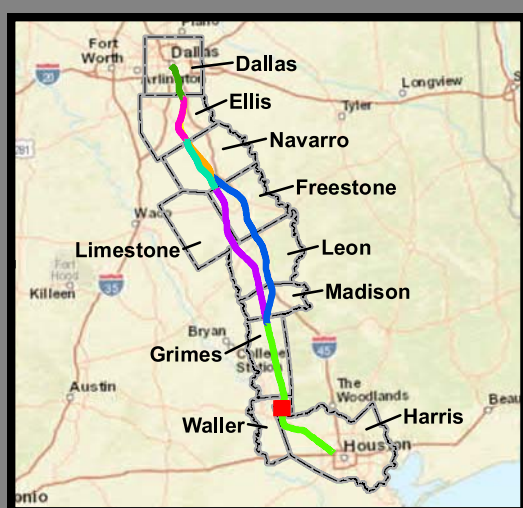 Plano
Fort
Worth
Dallas
Dallas
Arlington
20
Longview
Ellis
Tyler
281
Navarro
Freestone
Waco
Limestone
Leon
Fort
Hood
Killeen
35
Madison
Bryan
45
Grimes
College
Station
Austin
The
Woodlands
Beau
Waller
Harris
Houston
onio